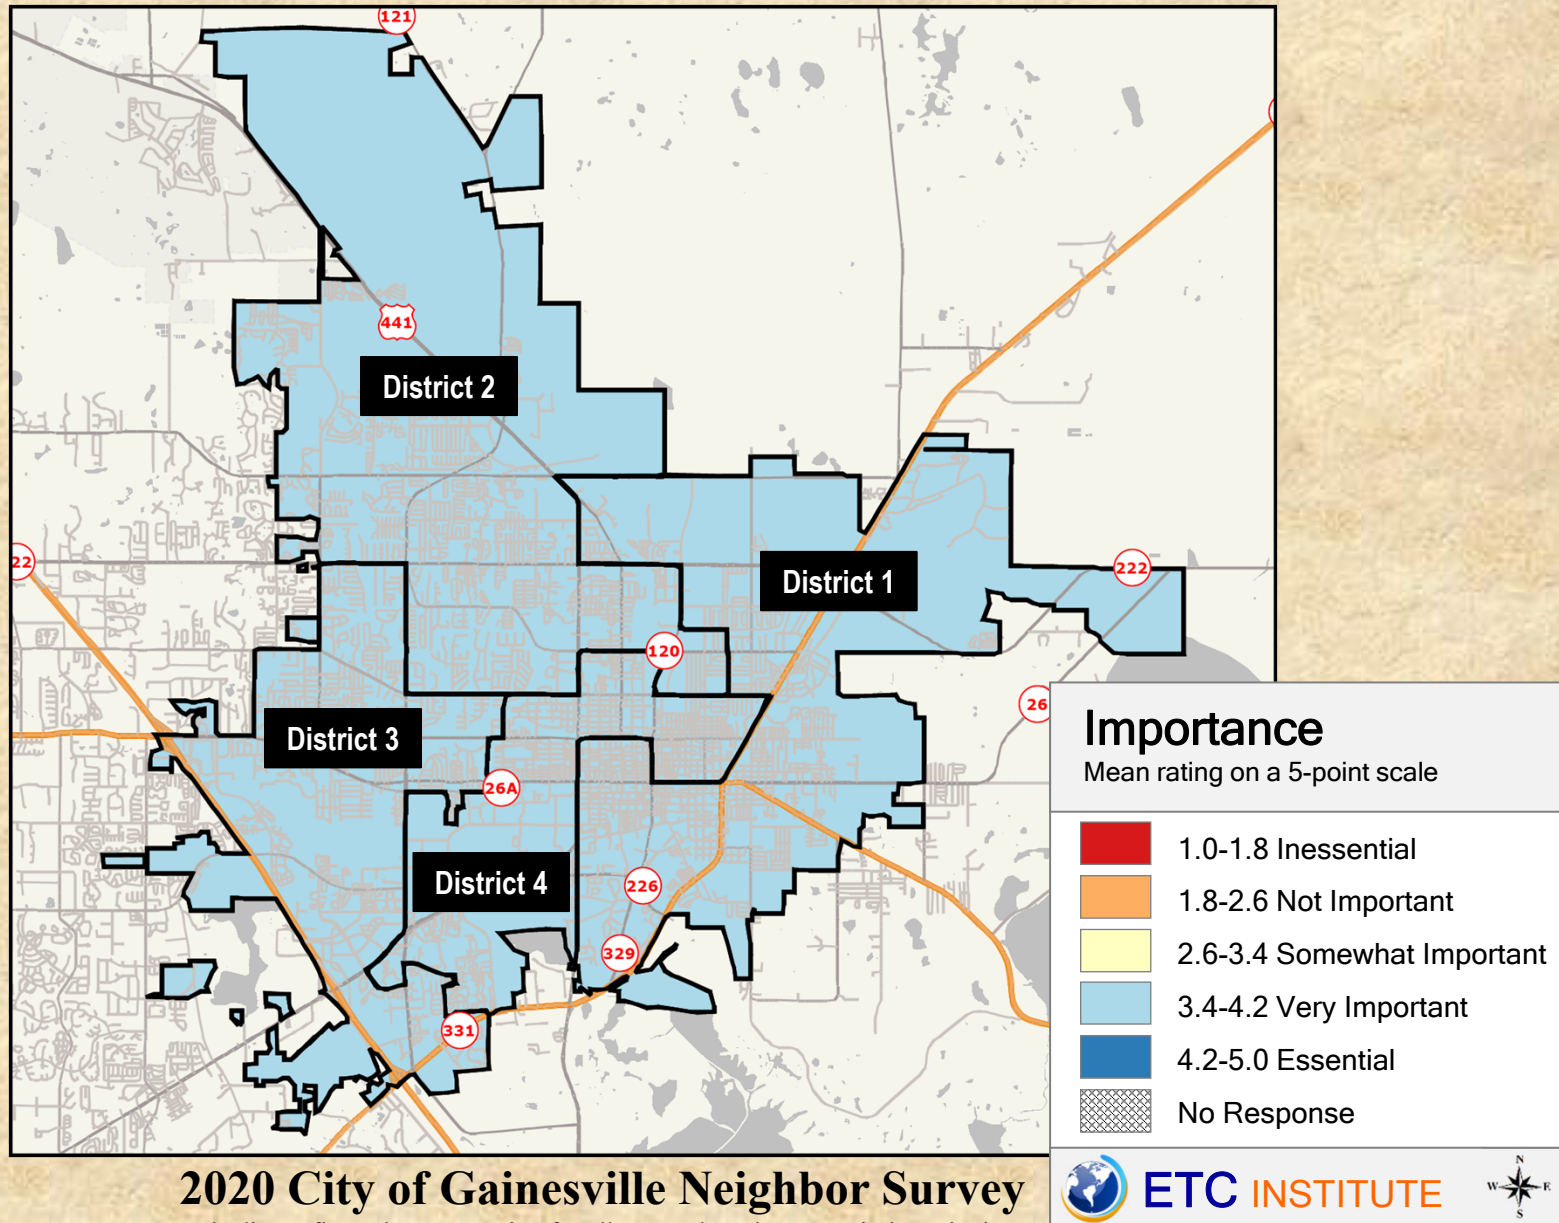 121
441
District 2
District 1
222
22
120
26
District 3
26A
District 4
226
329
331
Importance
Mean rating on a 5-point scale
1.0-1.8 Inessential
1.8-2.6 Not Important
2.6-3.4 Somewhat Important
3.4-4.2 Very Important
4.2-5.0 Essential
No Response
2020 City of Gainesville Neighbor Survey
ETC INSTITUTE
N
W E
S